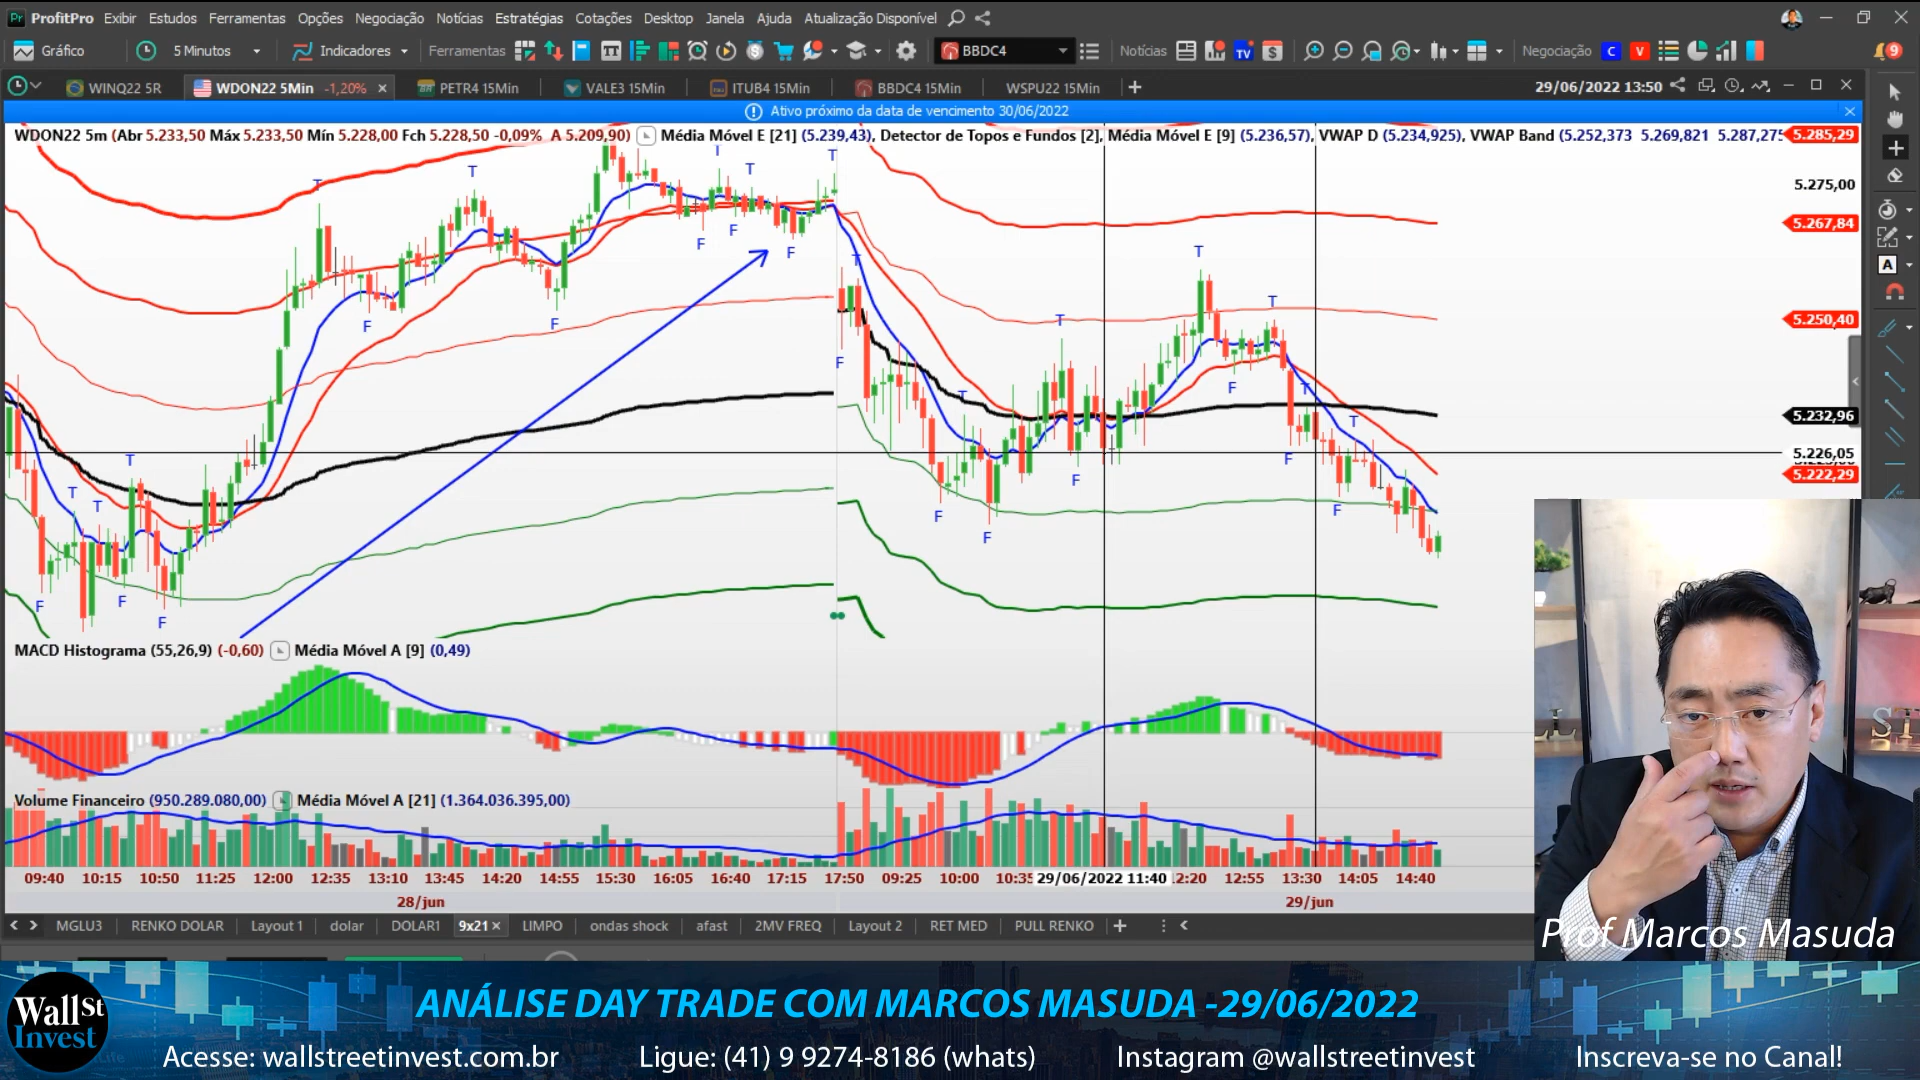 ProfitPro Exibir Estudos Ferramentas Opções Negociação Notícias Estratégias Cotações Desktop Janela Ajuda Atualização Disponível
Gráfico 5 Minutos Indicadores Ferramentas BBDC4 Notícias Negociação C V 9
WINQ22 5R WDON22 5Min -1,20% PETR4 15Min VALE3 15Min ITUB4 15Min BBDC4 15Min WSPU22 15Min 29/06/2022 13:50
Ativo próximo da data de vencimento 30/06/2022
WDON22 5m (Abr 5.233,50 Máx 5.233,50 Mín 5.228,00 Fch 5.228,50 -0,09% A 5.209,90) Média Móvel E [21] (5.239,43), Detector de Topos e Fundos [2], Média Móvel E [9] (5.236,57), VWAP D (5.234,925), VWAP Band (5.252,373 5.269,821 5.287,275
5.285,29
5.275,00
5.267,84
5.250,40
5.232,96
5.226,05
5.222,29
MACD Histograma (55,26,9) (-0,60) Média Móvel A [9] (0,49)
Volume Financeiro (950.289.080,00) Média Móvel A [21] (1.364.036.395,00)
09:40 10:15 10:50 11:25 12:00 12:35 13:10 13:45 14:20 14:55 15:30 16:05 16:40 17:15 17:50 09:25 10:00 10:35 29/06/2022 11:40 2:20 12:55 13:30 14:05 14:40
28/jun 29/jun
MGLU3 RENKO DOLAR Layout 1 dolar DOLAR1 9x21 LIMPO ondas shock afast 2MV FREQ Layout 2 RET MED PULL RENKO
Prof Marcos Masuda
Wall St
Invest
ANÁLISE DAY TRADE COM MARCOS MASUDA -29/06/2022
Acesse: wallstreetinvest.com.br Ligue: (41) 9 9274-8186 (whats) Instagram @wallstreetinvest Inscreva-se no Canal!